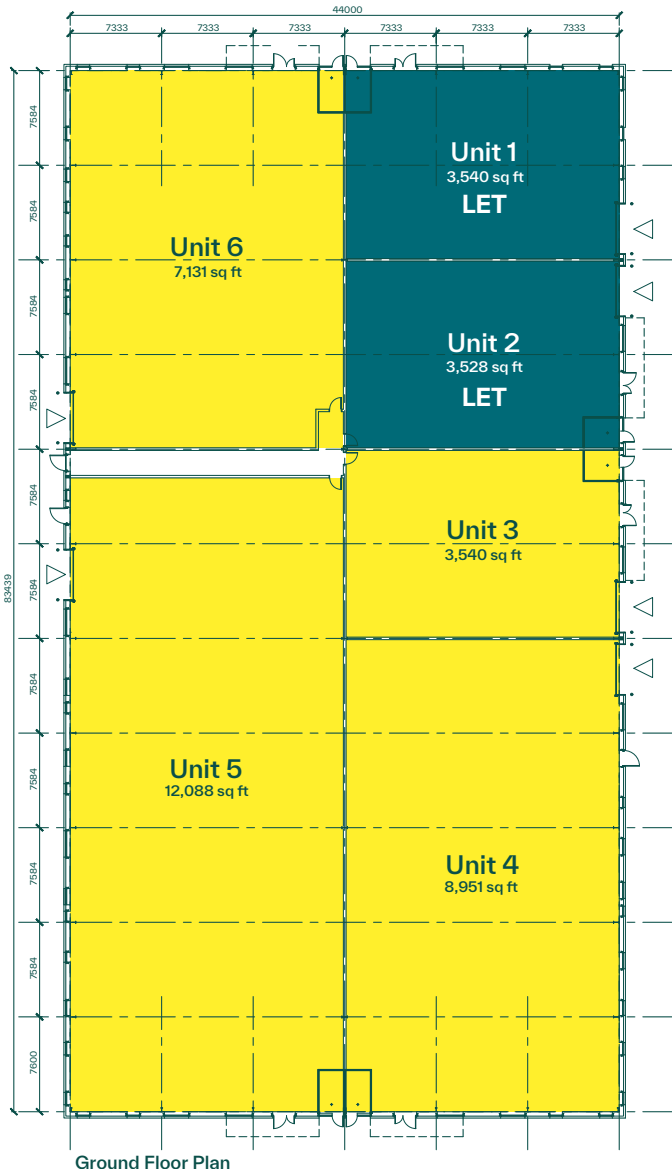 44000
7333 7333 7333 7333 7333 7333
83439
7584
7584
7584
7584
7584
7584
7584
7584
7584
7584
7600
Unit 1
3,540 sq ft
LET
Unit 6
7,131 sq ft
Unit 2
3,528 sq ft
LET
Unit 3
3,540 sq ft
Unit 5
12,088 sq ft
Unit 4
8,951 sq ft
Ground Floor Plan